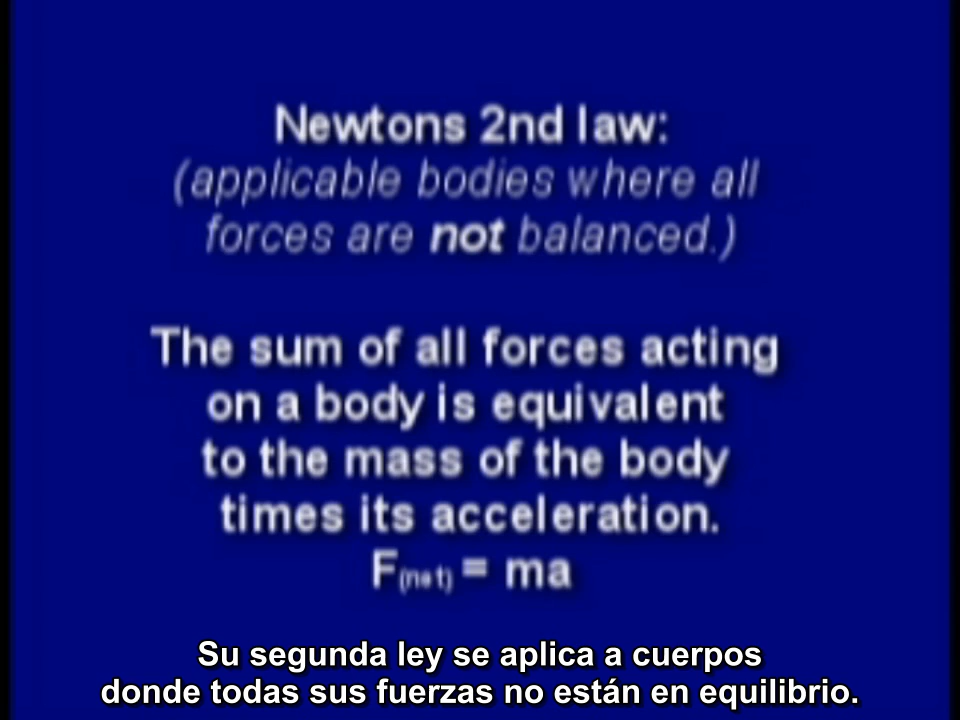 Newtons 2nd law:
(applicable bodies where all
forces are not balanced.)
The sum of all forces acting
on a body is equivalent
to the mass of the body
times its acceleration.
F(net) = ma
Su segunda ley se aplica a cuerpos
donde todas sus fuerzas no están en equilibrio.